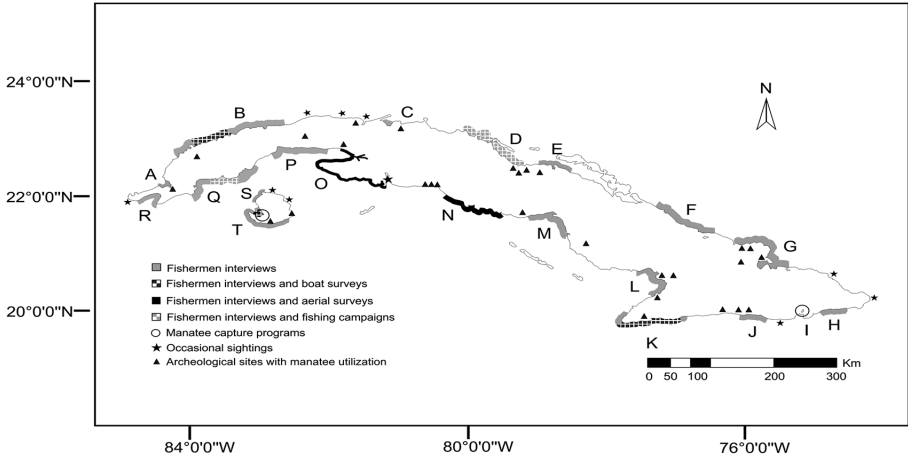 24°0'0"N
22°0'0"N
20°0'0"N
84°0'0"W
80°0'0"W
76°0'0"W
N
A
B
C
D
E
F
G
H
I
J
K
L
M
N
O
P
Q
R
S
T
Fishermen interviews
Fishermen interviews and boat surveys
Fishermen interviews and aerial surveys
Fishermen interviews and fishing campaigns
Manatee capture programs
Occasional sightings
Archeological sites with manatee utilization
Km
0 50 100 200 300